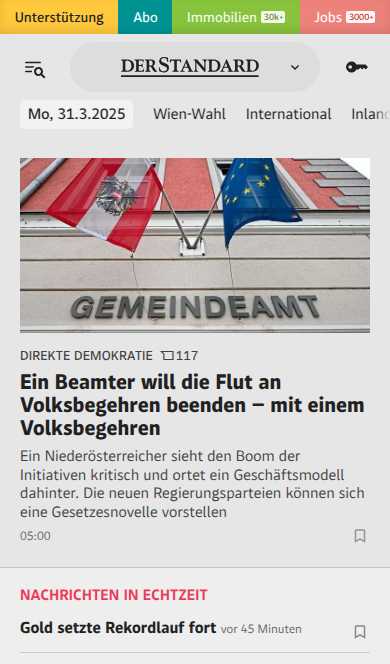 Unterstützung Abo Immobilien 30k+ Jobs 3000+
DERSTANDARD
Mo, 31.3.2025 Wien-Wahl International
GEMEINDEAMT
DIREKTE DEMOKRATIE 117
Ein Beamter will die Flut an
Volksbegehren beenden – mit einem
Volksbegehren
Ein Niederösterreicher sieht den Boom der
Initiativen kritisch und ortet ein Geschäftsmodell
dahinter. Die neuen Regierungsparteien können sich
eine Gesetzesnovelle vorstellen
05:00
NACHRICHTEN IN ECHTZEIT
Gold setzte Rekordlauf fort vor 45 Minuten